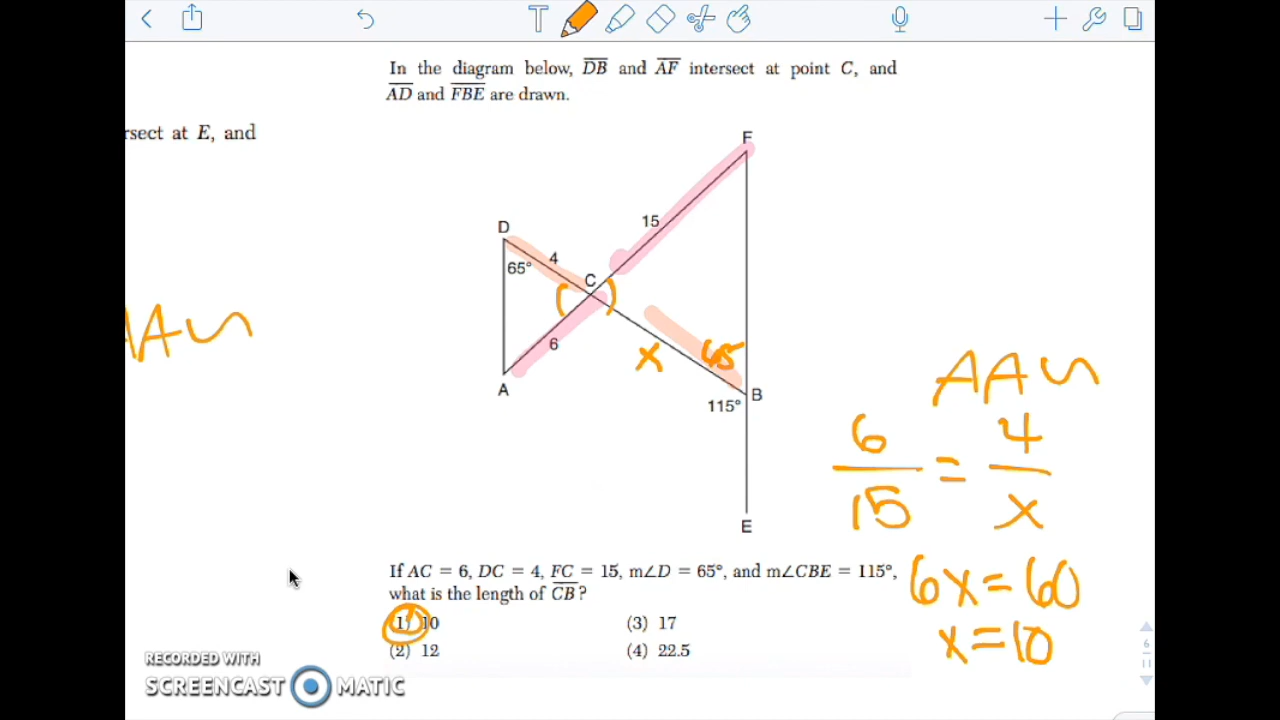 T
In the diagram below, DB and AF intersect at point C, and
AD and FBE are drawn.
rsect at E, and
F
D
15
65°
4
C
6
x
65
A
B
115°
E
AA∽
AA∽
6/15 = 4/x
6x=60
x=10
If AC = 6, DC = 4, FC = 15, m∠D = 65°, and m∠CBE = 115°,
what is the length of CB?
(1) 10
(3) 17
(2) 12
(4) 22.5
6
11
RECORDED WITH
SCREENCAST MATIC